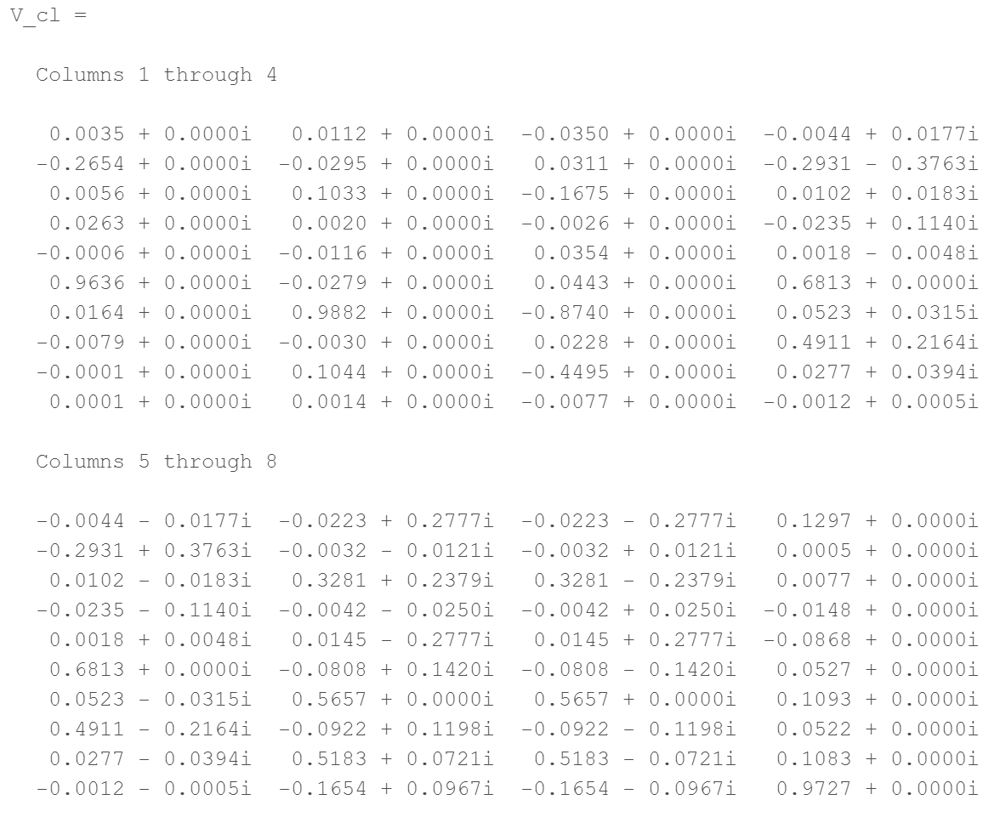 V_cl =
Columns 1 through 4
0.0035 + 0.0000i 0.0112 + 0.0000i -0.0350 + 0.0000i -0.0044 + 0.0177i
-0.2654 + 0.0000i -0.0295 + 0.0000i 0.0311 + 0.0000i -0.2931 - 0.3763i
0.0056 + 0.0000i 0.1033 + 0.0000i -0.1675 + 0.0000i 0.0102 + 0.0183i
0.0263 + 0.0000i 0.0020 + 0.0000i -0.0026 + 0.0000i -0.0235 + 0.1140i
-0.0006 + 0.0000i -0.0116 + 0.0000i 0.0354 + 0.0000i 0.0018 - 0.0048i
0.9636 + 0.0000i -0.0279 + 0.0000i 0.0443 + 0.0000i 0.6813 + 0.0000i
0.0164 + 0.0000i 0.9882 + 0.0000i -0.8740 + 0.0000i 0.0523 + 0.0315i
-0.0079 + 0.0000i -0.0030 + 0.0000i 0.0228 + 0.0000i 0.4911 + 0.2164i
-0.0001 + 0.0000i 0.1044 + 0.0000i -0.4495 + 0.0000i 0.0277 + 0.0394i
0.0001 + 0.0000i 0.0014 + 0.0000i -0.0077 + 0.0000i -0.0012 + 0.0005i
Columns 5 through 8
-0.0044 - 0.0177i -0.0223 + 0.2777i -0.0223 - 0.2777i 0.1297 + 0.0000i
-0.2931 + 0.3763i -0.0032 - 0.0121i -0.0032 + 0.0121i 0.0005 + 0.0000i
0.0102 - 0.0183i 0.3281 + 0.2379i 0.3281 - 0.2379i 0.0077 + 0.0000i
-0.0235 - 0.1140i -0.0042 - 0.0250i -0.0042 + 0.0250i -0.0148 + 0.0000i
0.0018 + 0.0048i 0.0145 - 0.2777i 0.0145 + 0.2777i -0.0868 + 0.0000i
0.6813 + 0.0000i -0.0808 + 0.1420i -0.0808 - 0.1420i 0.0527 + 0.0000i
0.0523 - 0.0315i 0.5657 + 0.0000i 0.5657 + 0.0000i 0.1093 + 0.0000i
0.4911 - 0.2164i -0.0922 + 0.1198i -0.0922 - 0.1198i 0.0522 + 0.0000i
0.0277 - 0.0394i 0.5183 + 0.0721i 0.5183 - 0.0721i 0.1083 + 0.0000i
-0.0012 - 0.0005i -0.1654 + 0.0967i -0.1654 - 0.0967i 0.9727 + 0.0000i